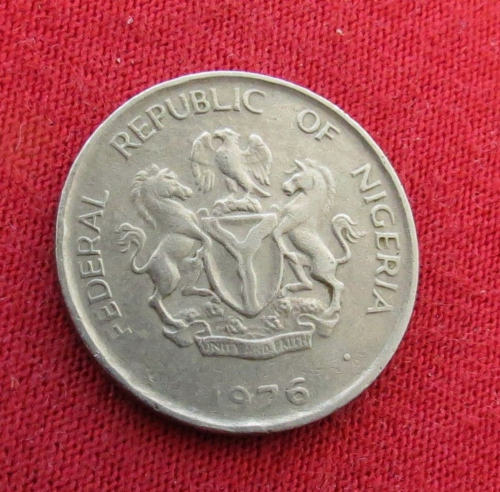 FEDERAL REPUBLIC OF NIGERIA
UNITY AND FAITH
1976